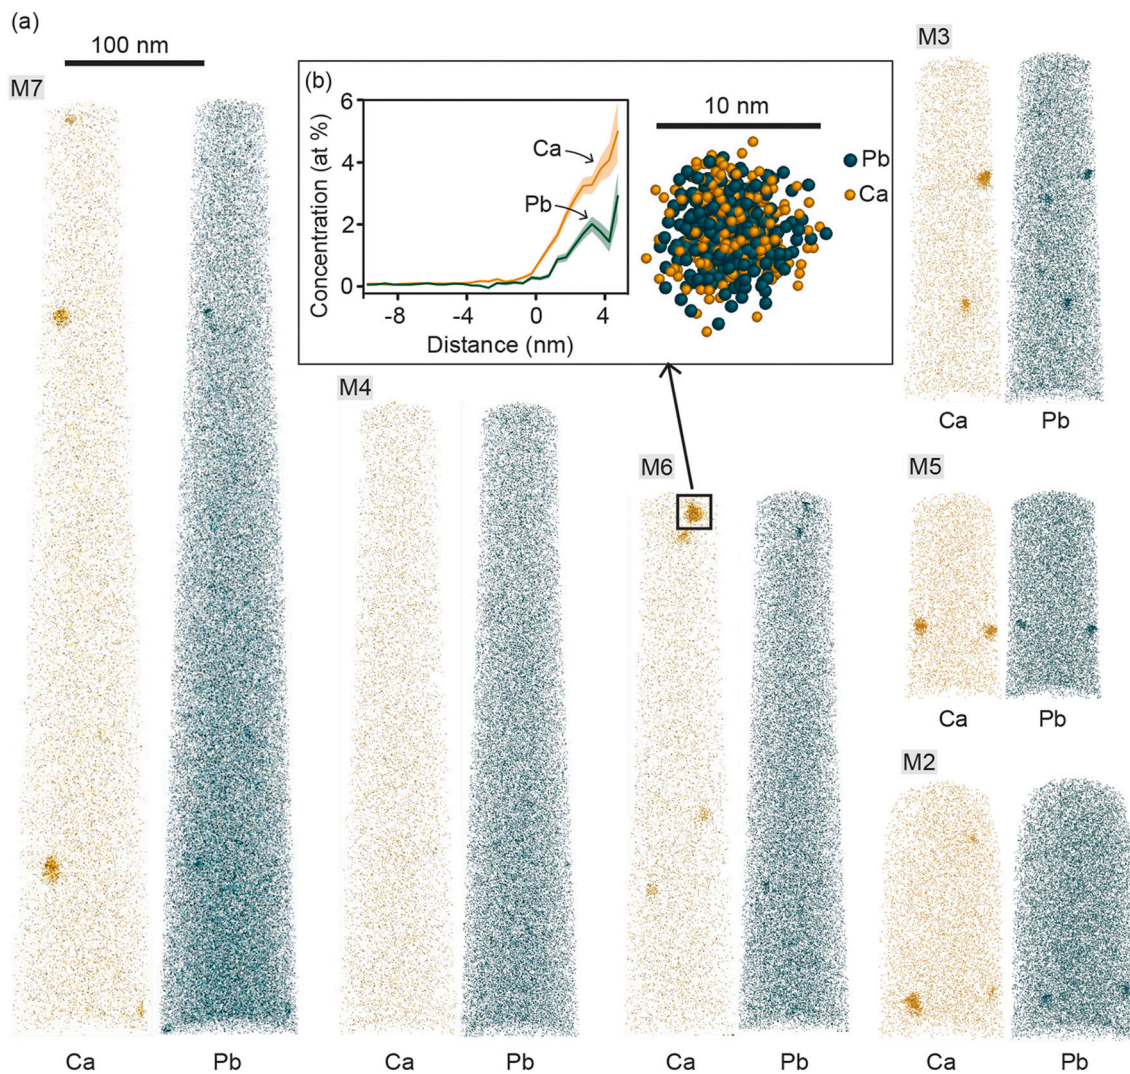 (a)
100 nm
M7
Ca
Pb
(b)
6
4
2
0
Concentration (at %)
-8
-4
0
4
Distance (nm)
Ca
Pb
10 nm
Pb
Ca
M4
Ca
Pb
M6
Ca
Pb
M3
Ca
Pb
M5
Ca
Pb
M2
Ca
Pb